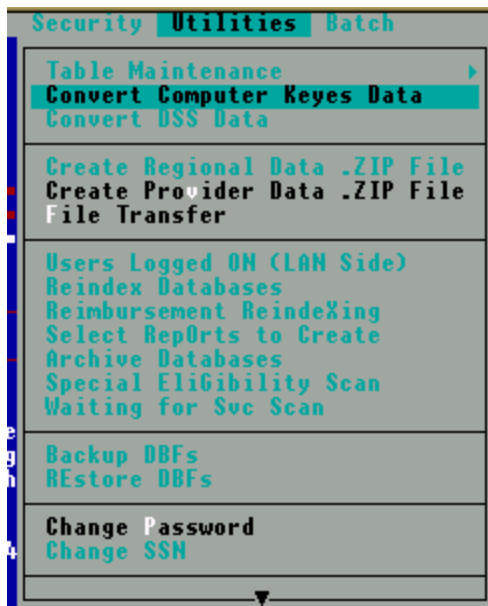 Security Utilities Batch
Table Maintenance
Convert Computer Keyes Data
Convert DSS Data
Create Regional Data .ZIP File
Create Provider Data .ZIP File
File Transfer
Users Logged ON (LAN Side)
Reindex Databases
Reimbursement ReindeXing
Select RepOrts to Create
Archive Databases
Special EliGibility Scan
Waiting for Svc Scan
e
g
Backup DBFs
h
REstore DBFs
Change Password
4
Change SSN